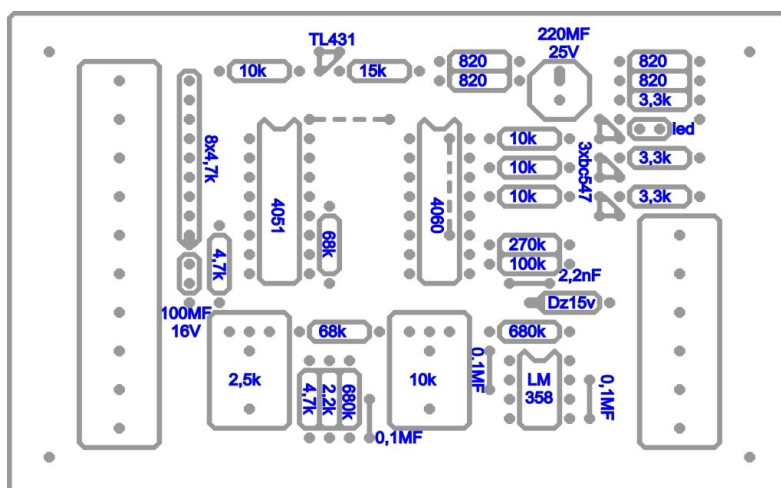 TL431
220MF
25V
10k
15k
820
820
820
820
3,3k
led
8x4,7k
10k
3xbc547
10k
3,3k
4051
4060
10k
3,3k
68k
4,7k
270k
100k
2,2nF
100MF
16V
Dz15v
68k
680k
2,5k
4,7k
2.2k
680k
10k
0.1MF
LM
358
0,1MF
0,1MF